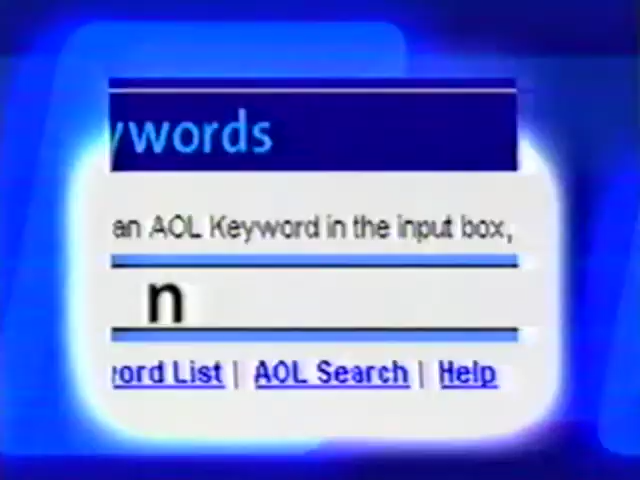 ywords
an AOL Keyword in the input box,
n
ord List | AOL Search | Help